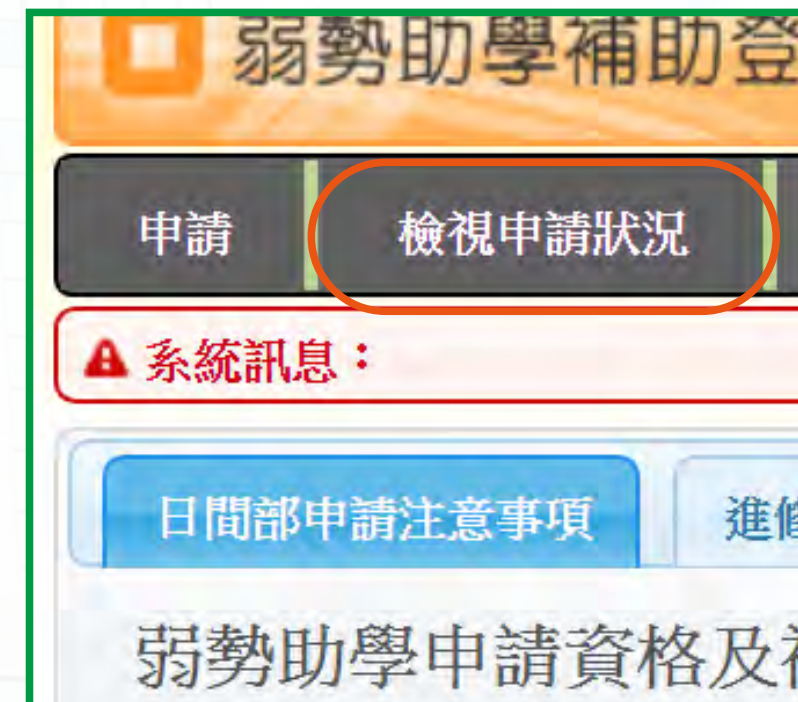 弱勢助學補助登
申請 檢視申請狀況
系統訊息：
日間部申請注意事項 進修
弱勢助學申請資格及